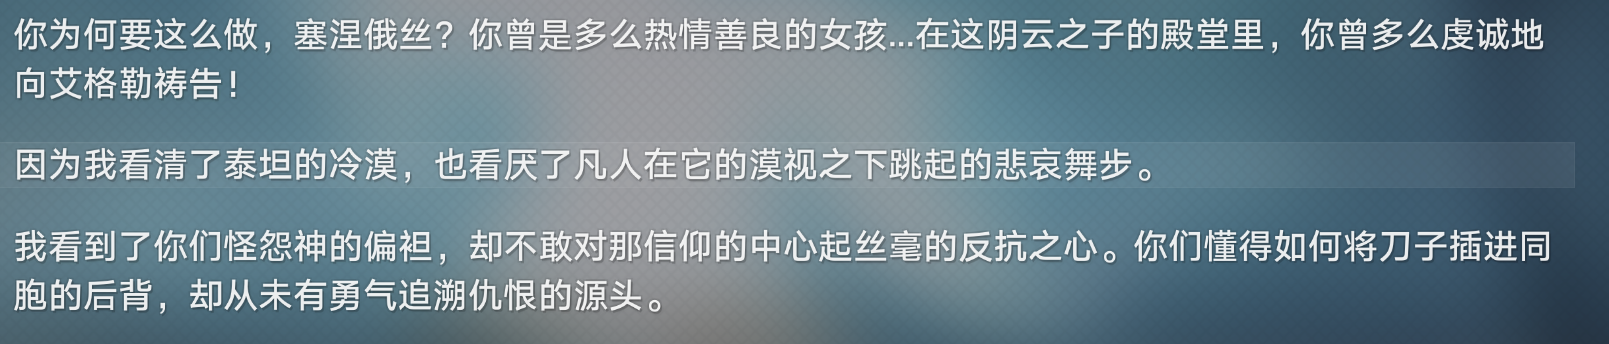 你为何要这么做，塞涅俄丝？你曾是多么热情善良的女孩...在这阴云之子的殿堂里，你曾多么虔诚地
向艾格勒祷告！
因为我看清了泰坦的冷漠，也看厌了凡人在它的漠视之下跳起的悲哀舞步。
我看到了你们怪怨神的偏袒，却不敢对那信仰的中心起丝毫的反抗之心。你们懂得如何将刀子插进同
胞的后背，却从未有勇气追溯仇恨的源头。